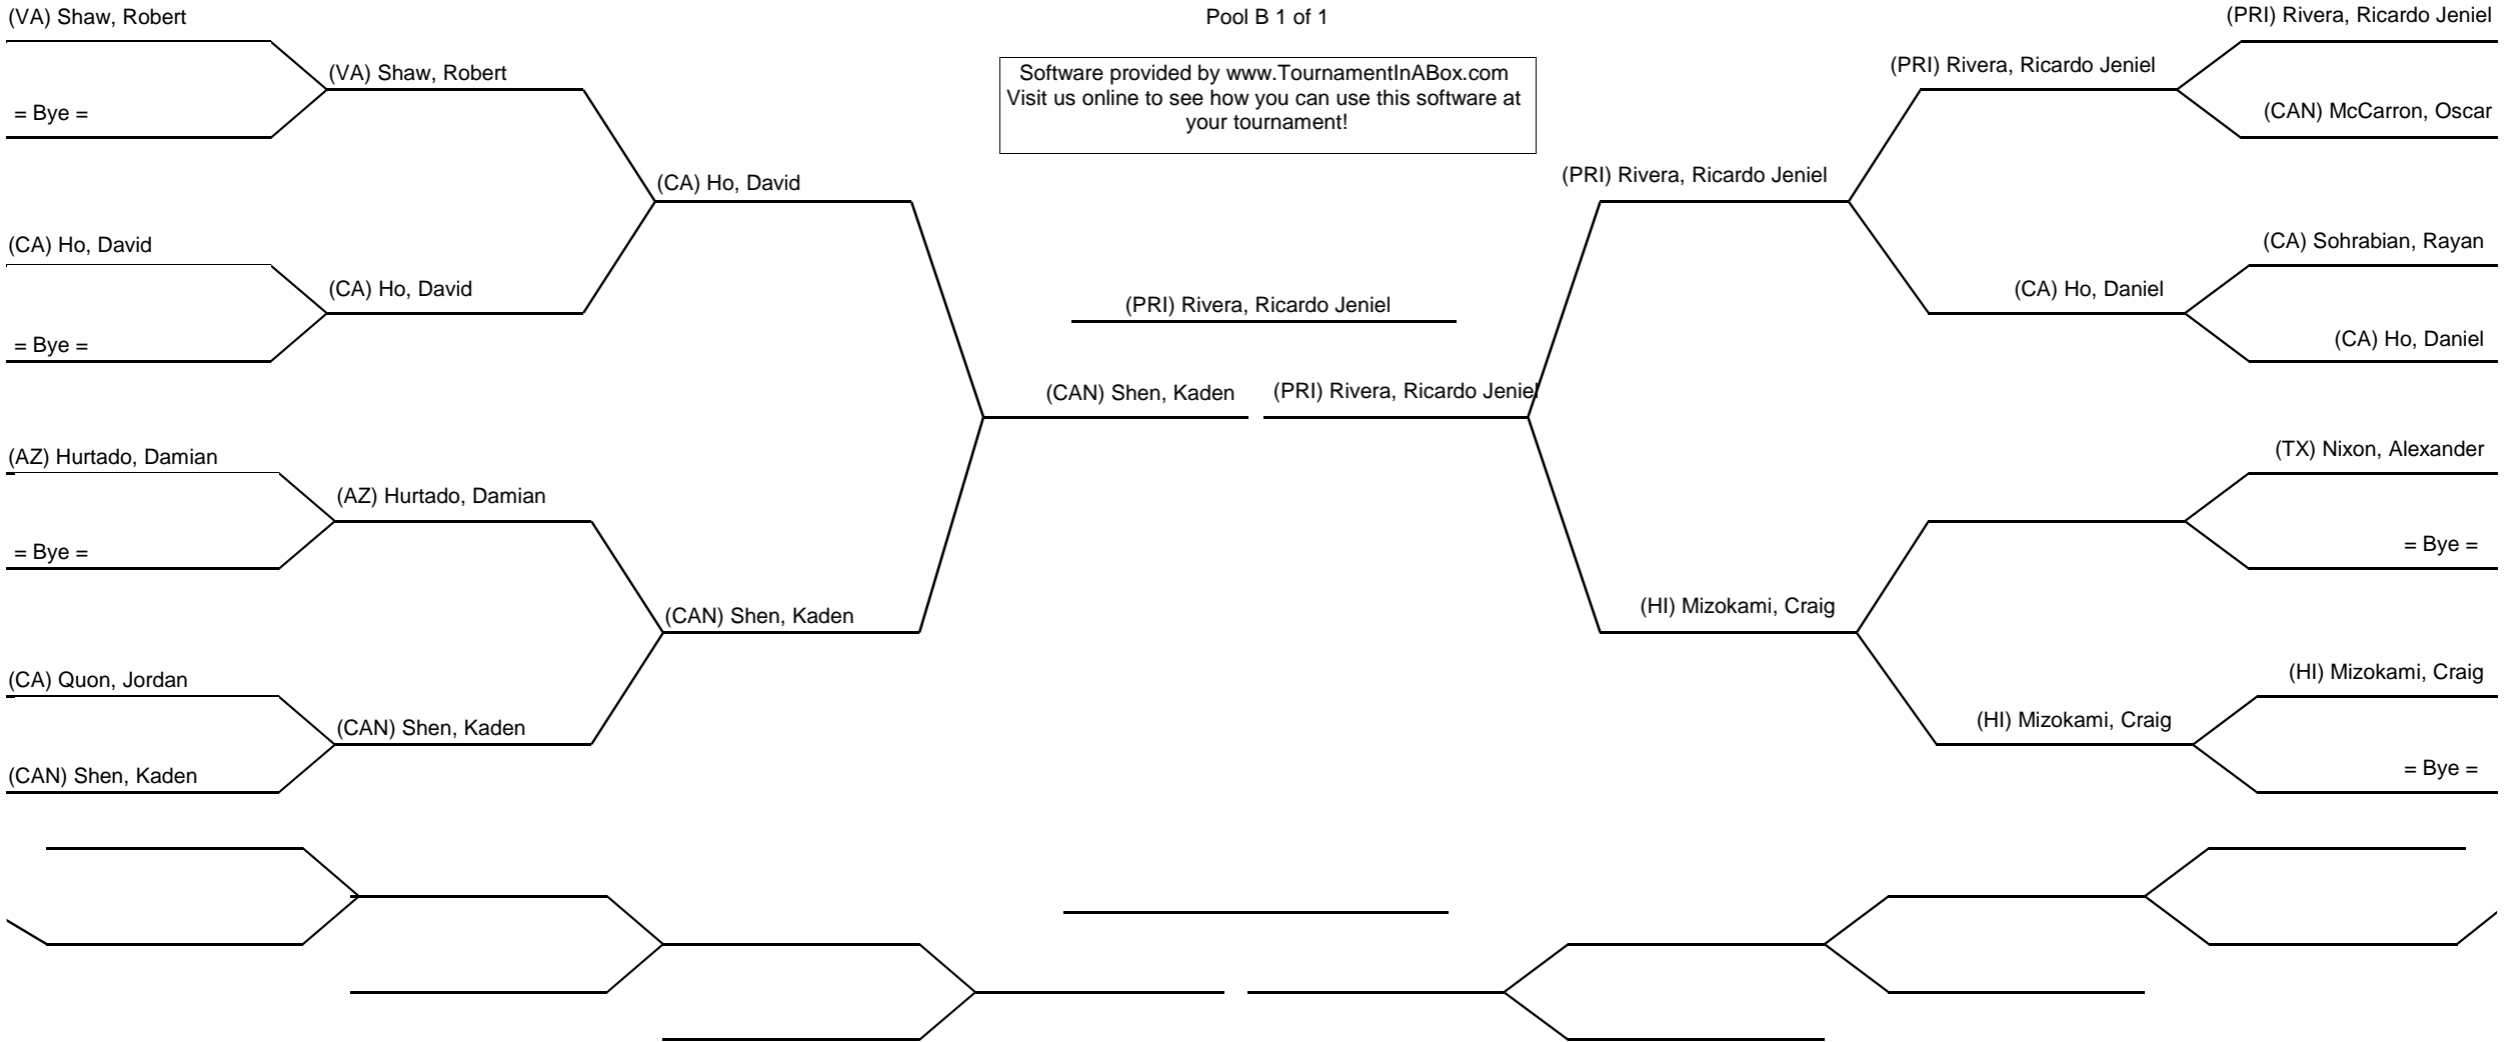 (VA) Shaw, Robert
Pool B 1 of 1
(PRI) Rivera, Ricardo Jeniel
(VA) Shaw, Robert
Software provided by www.TournamentInABox.com
Visit us online to see how you can use this software at
your tournament!
(PRI) Rivera, Ricardo Jeniel
= Bye =
(CAN) McCarron, Oscar
(CA) Ho, David
(PRI) Rivera, Ricardo Jeniel
(CA) Ho, David
(CA) Sohrabian, Rayan
(CA) Ho, David
(PRI) Rivera, Ricardo Jeniel
(CA) Ho, Daniel
= Bye =
(CA) Ho, Daniel
(CAN) Shen, Kaden
(PRI) Rivera, Ricardo Jeniel
(AZ) Hurtado, Damian
(TX) Nixon, Alexander
(AZ) Hurtado, Damian
= Bye =
= Bye =
(CAN) Shen, Kaden
(HI) Mizokami, Craig
(CA) Quon, Jordan
(HI) Mizokami, Craig
(CAN) Shen, Kaden
(HI) Mizokami, Craig
(CAN) Shen, Kaden
= Bye =